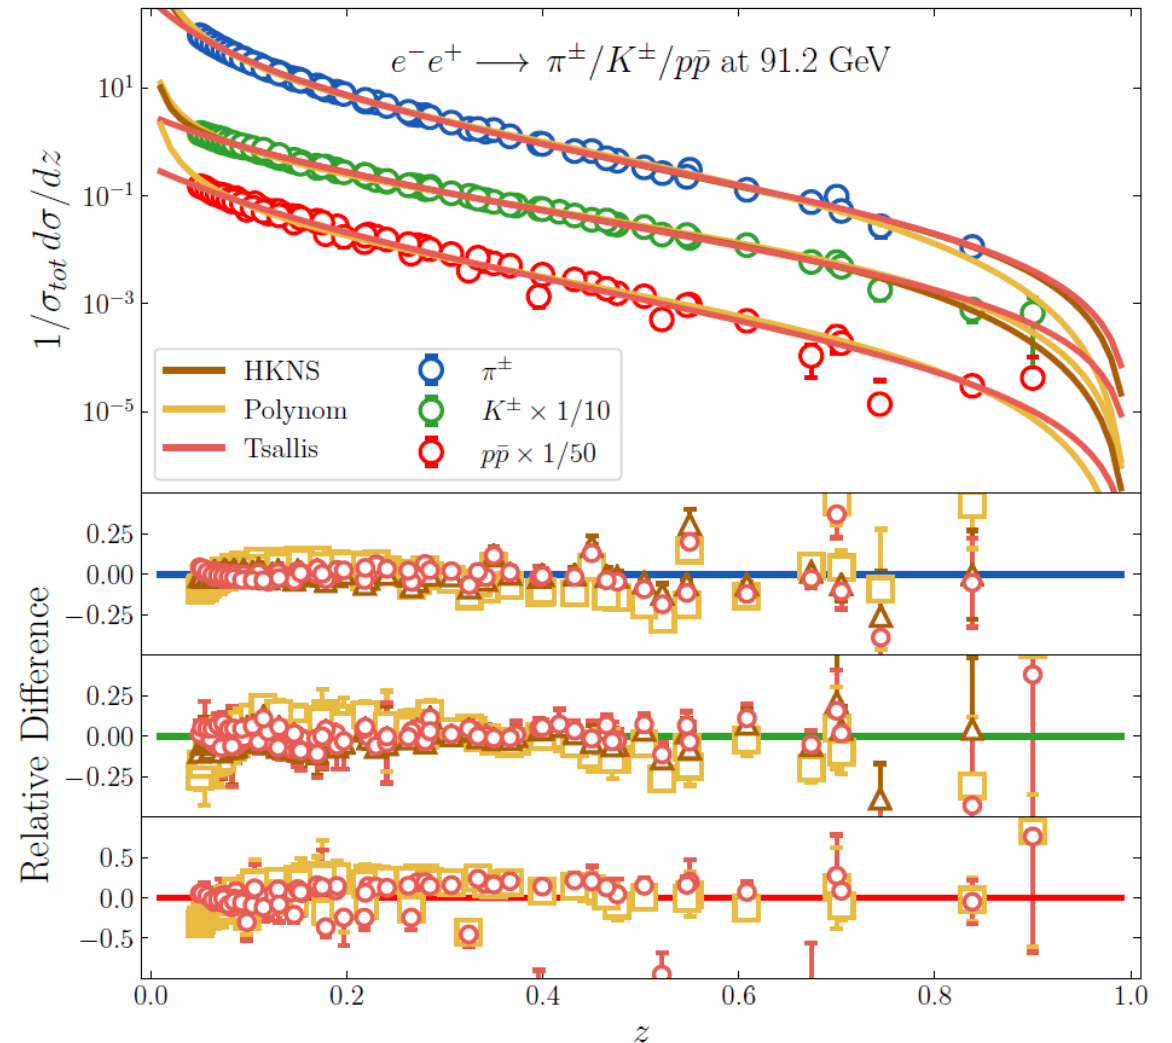 e⁻e⁺ ⟶ π±/K±/pp̄ at 91.2 GeV
1/σ_tot dσ/dz
10¹
10⁻¹
10⁻³
10⁻⁵
HKNS
Polynom
Tsallis
π±
K± × 1/10
pp̄ × 1/50
Relative Difference
0.25
0.00
−0.25
0.25
0.00
−0.25
0.5
0.0
−0.5
0.0 0.2 0.4 0.6 0.8 1.0
z